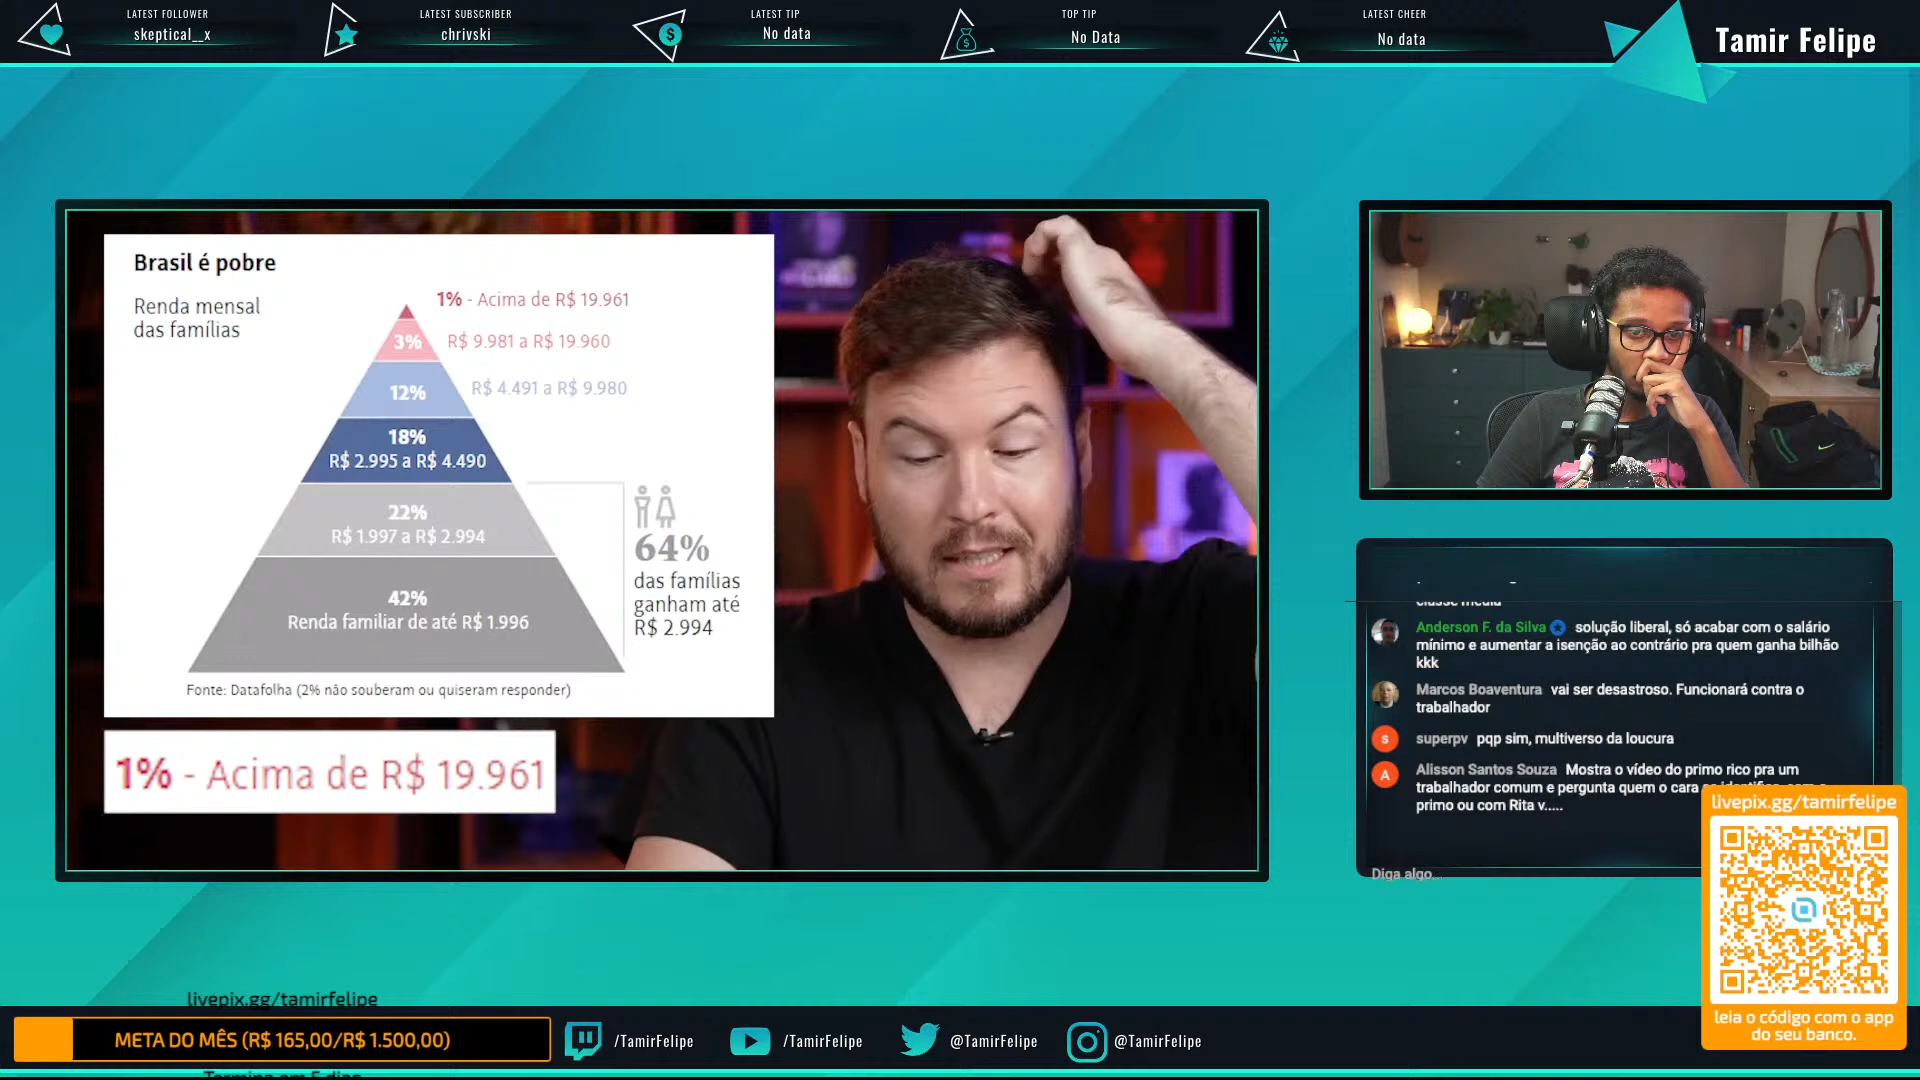 LATEST FOLLOWER
skeptical__x
LATEST SUBSCRIBER
chrivski
LATEST TIP
No data
TOP TIP
No Data
LATEST CHEER
No data
Tamir Felipe
Brasil é pobre
Renda mensal
das famílias
1% - Acima de R$ 19.961
3%
R$ 9.981 a R$ 19.960
12%
R$ 4.491 a R$ 9.980
18%
R$ 2.995 a R$ 4.490
22%
R$ 1.997 a R$ 2.994
42%
Renda familiar de até R$ 1.996
64%
das famílias
ganham até
R$ 2.994
Fonte: Datafolha (2% não souberam ou quiseram responder)
1% - Acima de R$ 19.961
classe média
Anderson F. da Silva solução liberal, só acabar com o salário
mínimo e aumentar a isenção ao contrário pra quem ganha bilhão
kkk
Marcos Boaventura vai ser desastroso. Funcionará contra o
trabalhador
S
superpv pqp sim, multiverso da loucura
A
Alisson Santos Souza Mostra o vídeo do primo rico pra um
trabalhador comum e pergunta quem o cara
primo ou com Rita v.....
Diga algo...
livepix.gg/tamirfelipe
leia o código com o app
do seu banco.
livepix.gg/tamirfelipe
META DO MÊS (R$ 165,00/R$ 1.500,00)
Termina em 5 dias
/TamirFelipe
/TamirFelipe
@TamirFelipe
@TamirFelipe